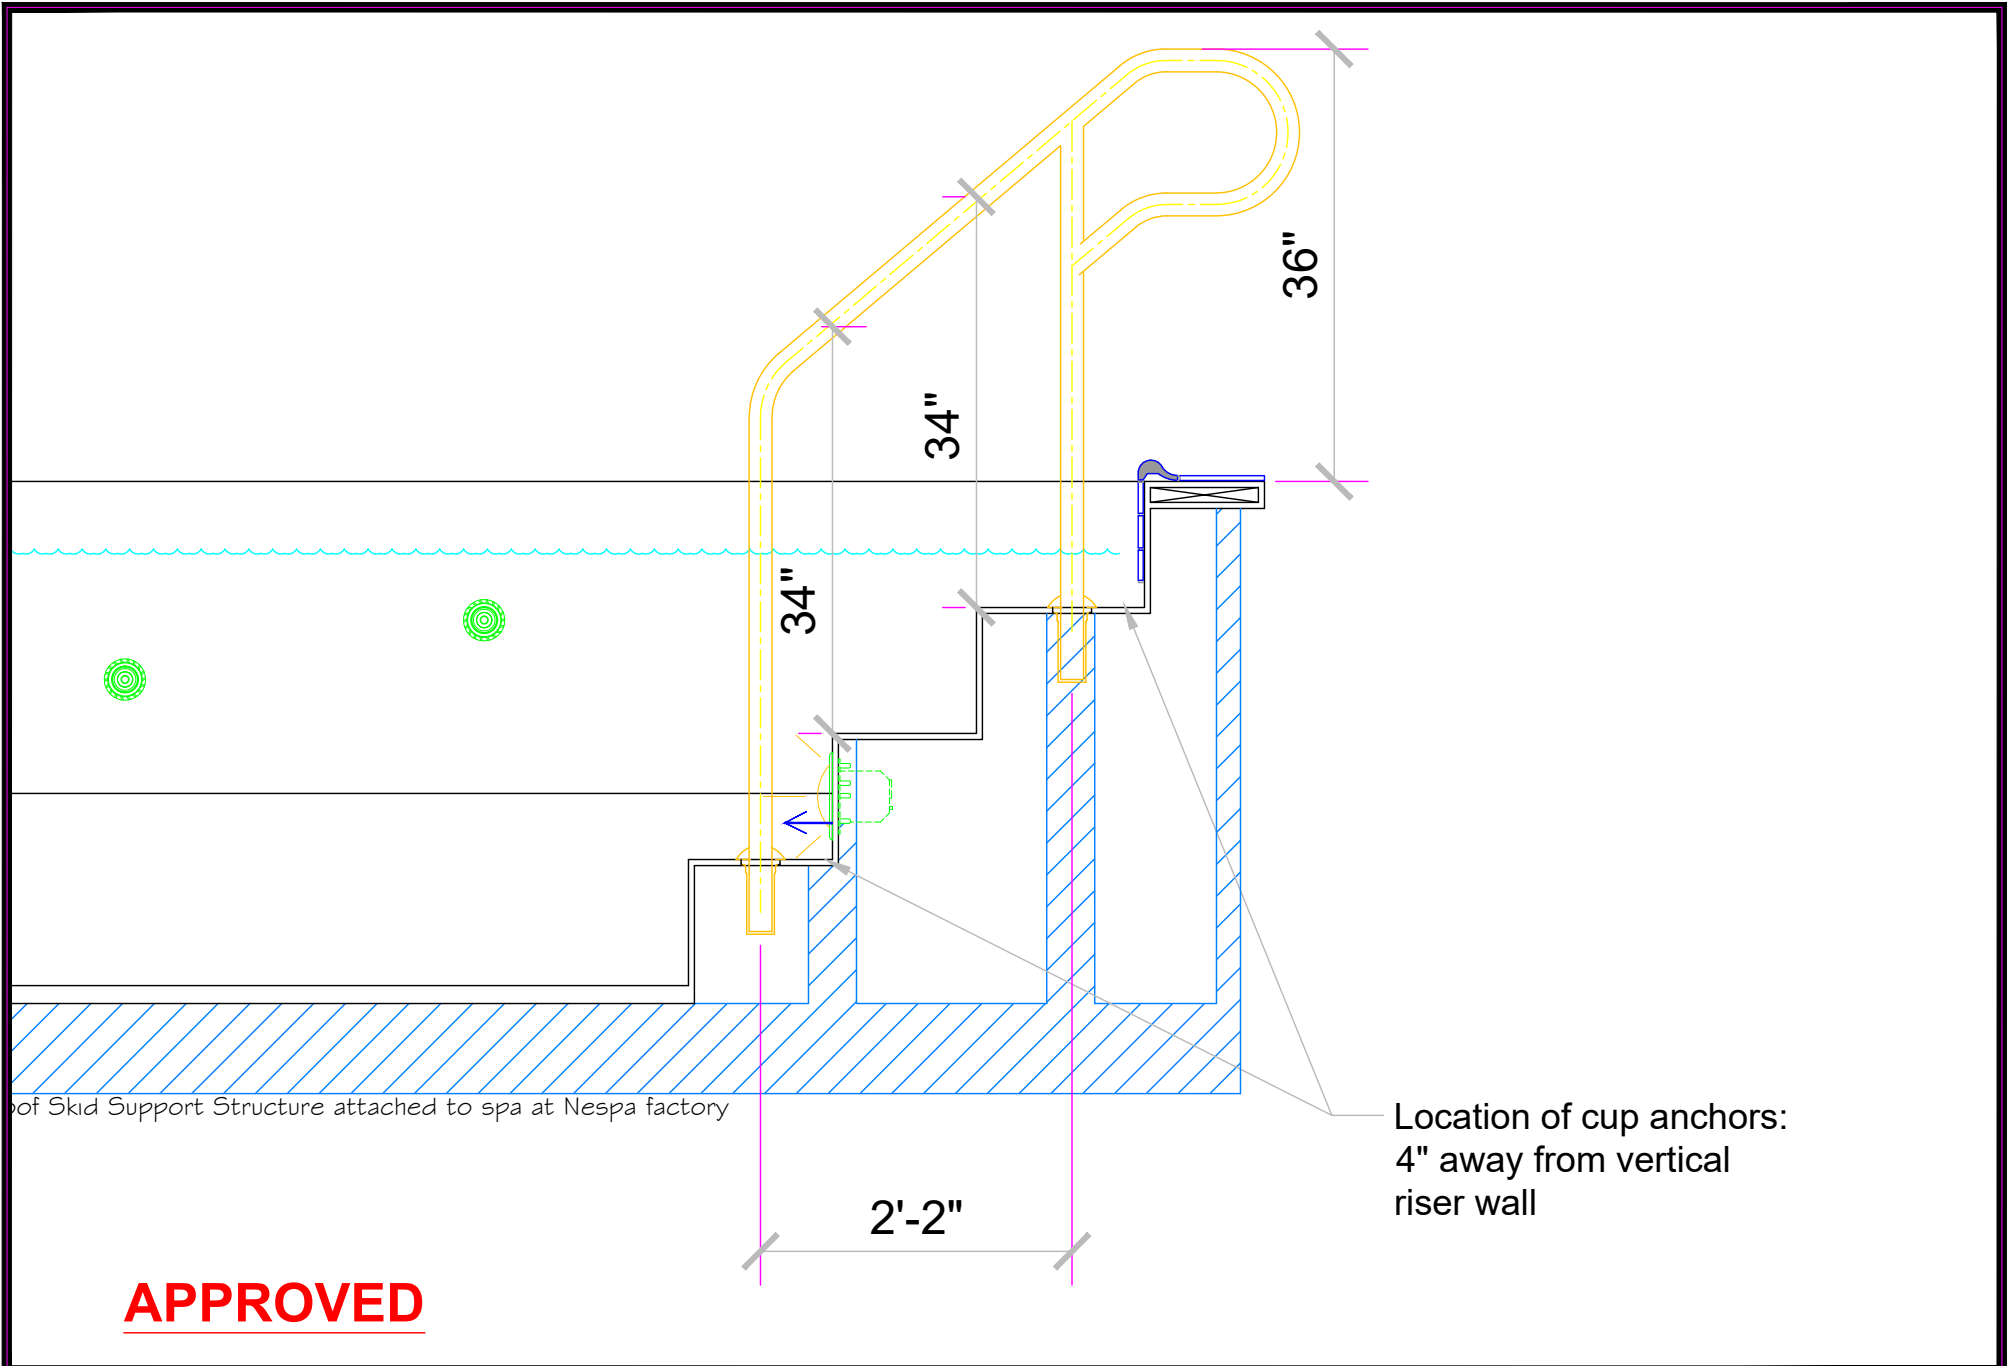 36"
34"
34"
of Skid Support Structure attached to spa at Nespa factory
Location of cup anchors:
4" away from vertical
riser wall
2'-2"
APPROVED